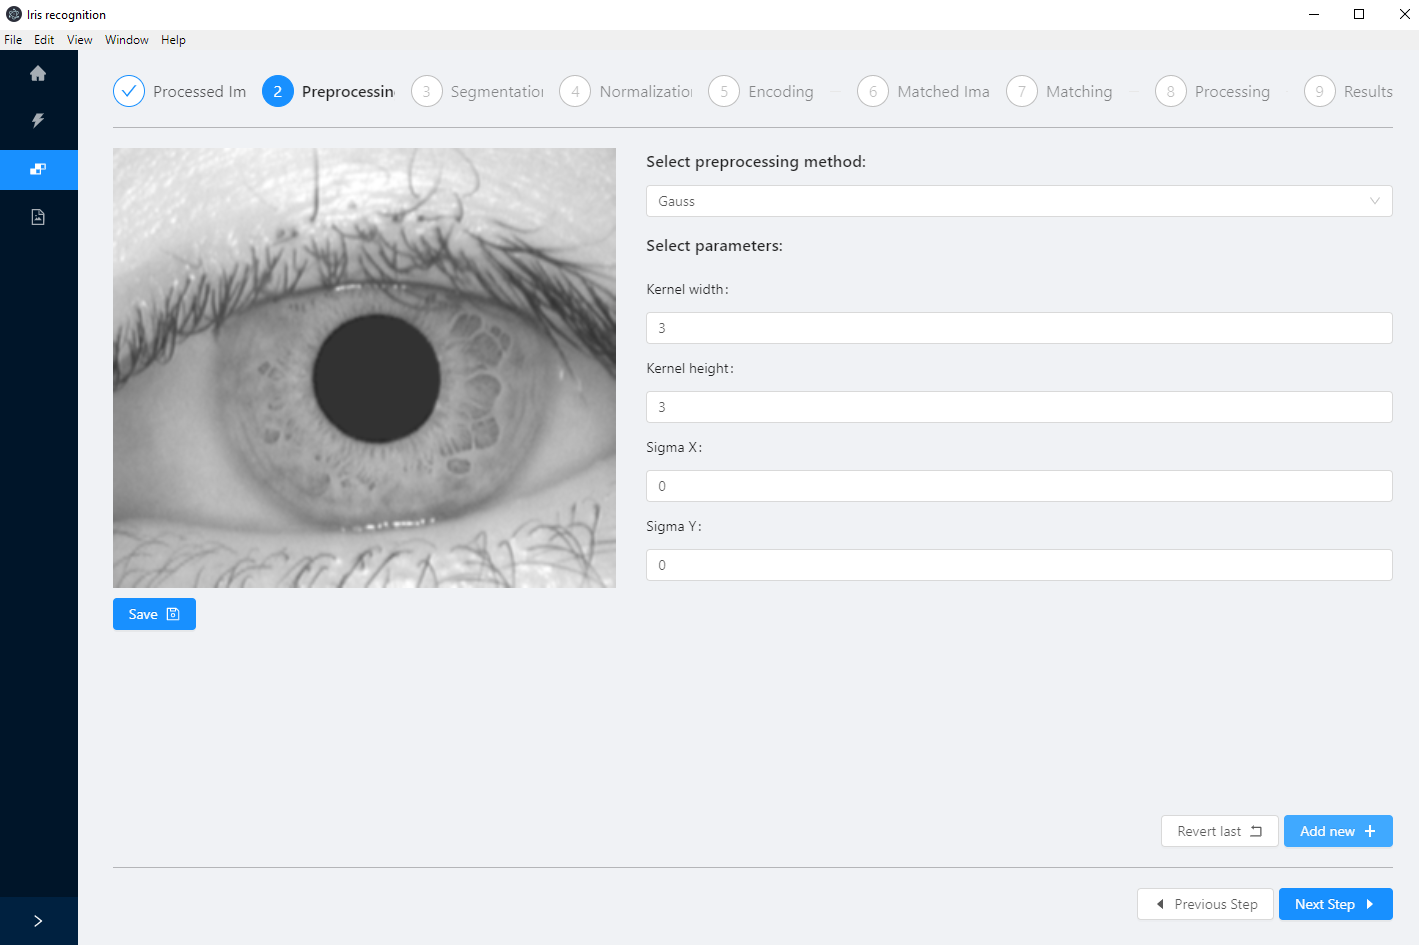 Iris recognition
File Edit View Window Help
Processed Im 2 Preprocessin 3 Segmentation 4 Normalization 5 Encoding 6 Matched Ima 7 Matching 8 Processing 9 Results
Select preprocessing method:
Gauss
Select parameters:
Kernel width:
3
Kernel height:
3
Sigma X:
0
Sigma Y:
0
Save
Revert last Add new
Previous Step Next Step